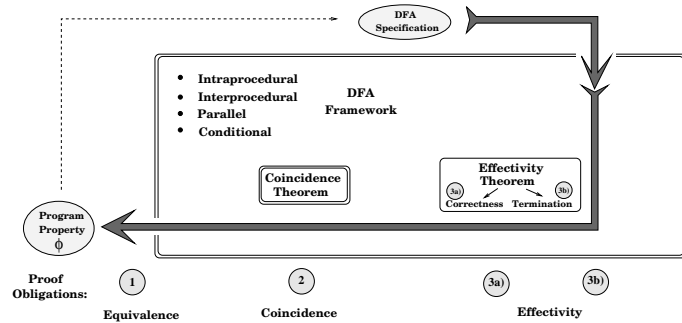 DFA
Specification
• Intraprocedural
• Interprocedural
• Parallel
• Conditional
DFA
Framework
Coincidence
Theorem
Effectivity
Theorem
3a)
3b)
Correctness
Termination
Program
Property
ϕ
Proof
Obligations:
1
2
3a)
3b)
Equivalence
Coincidence
Effectivity